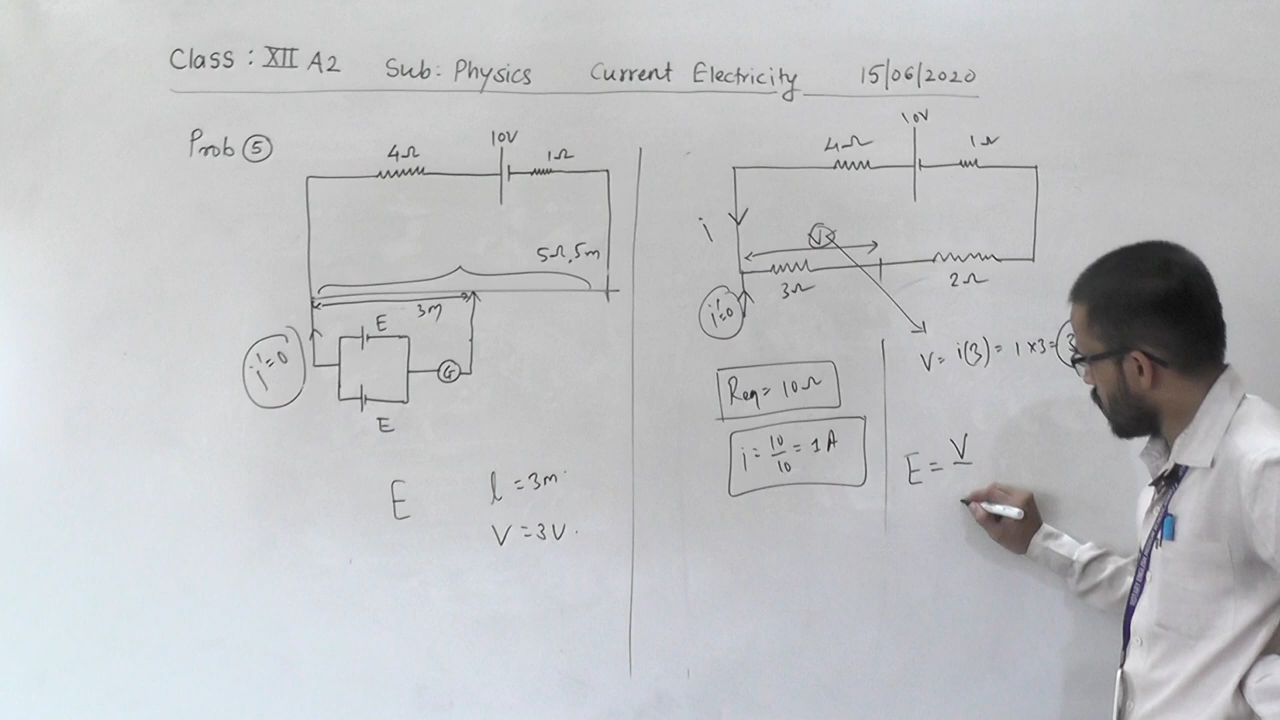 Class : XII A2 Sub: Physics Current Electricity 15/06/2020
Prob 5
4Ω
10V
1Ω
5Ω, 5m
3m
E
i'=0
G
E
E
l = 3m.
V = 3V.
4Ω
10V
1Ω
i
V
3Ω
2Ω
i'=0
V = i(3) = 1 × 3 = 3
Req = 10Ω
i = 10/10 = 1A
E = V